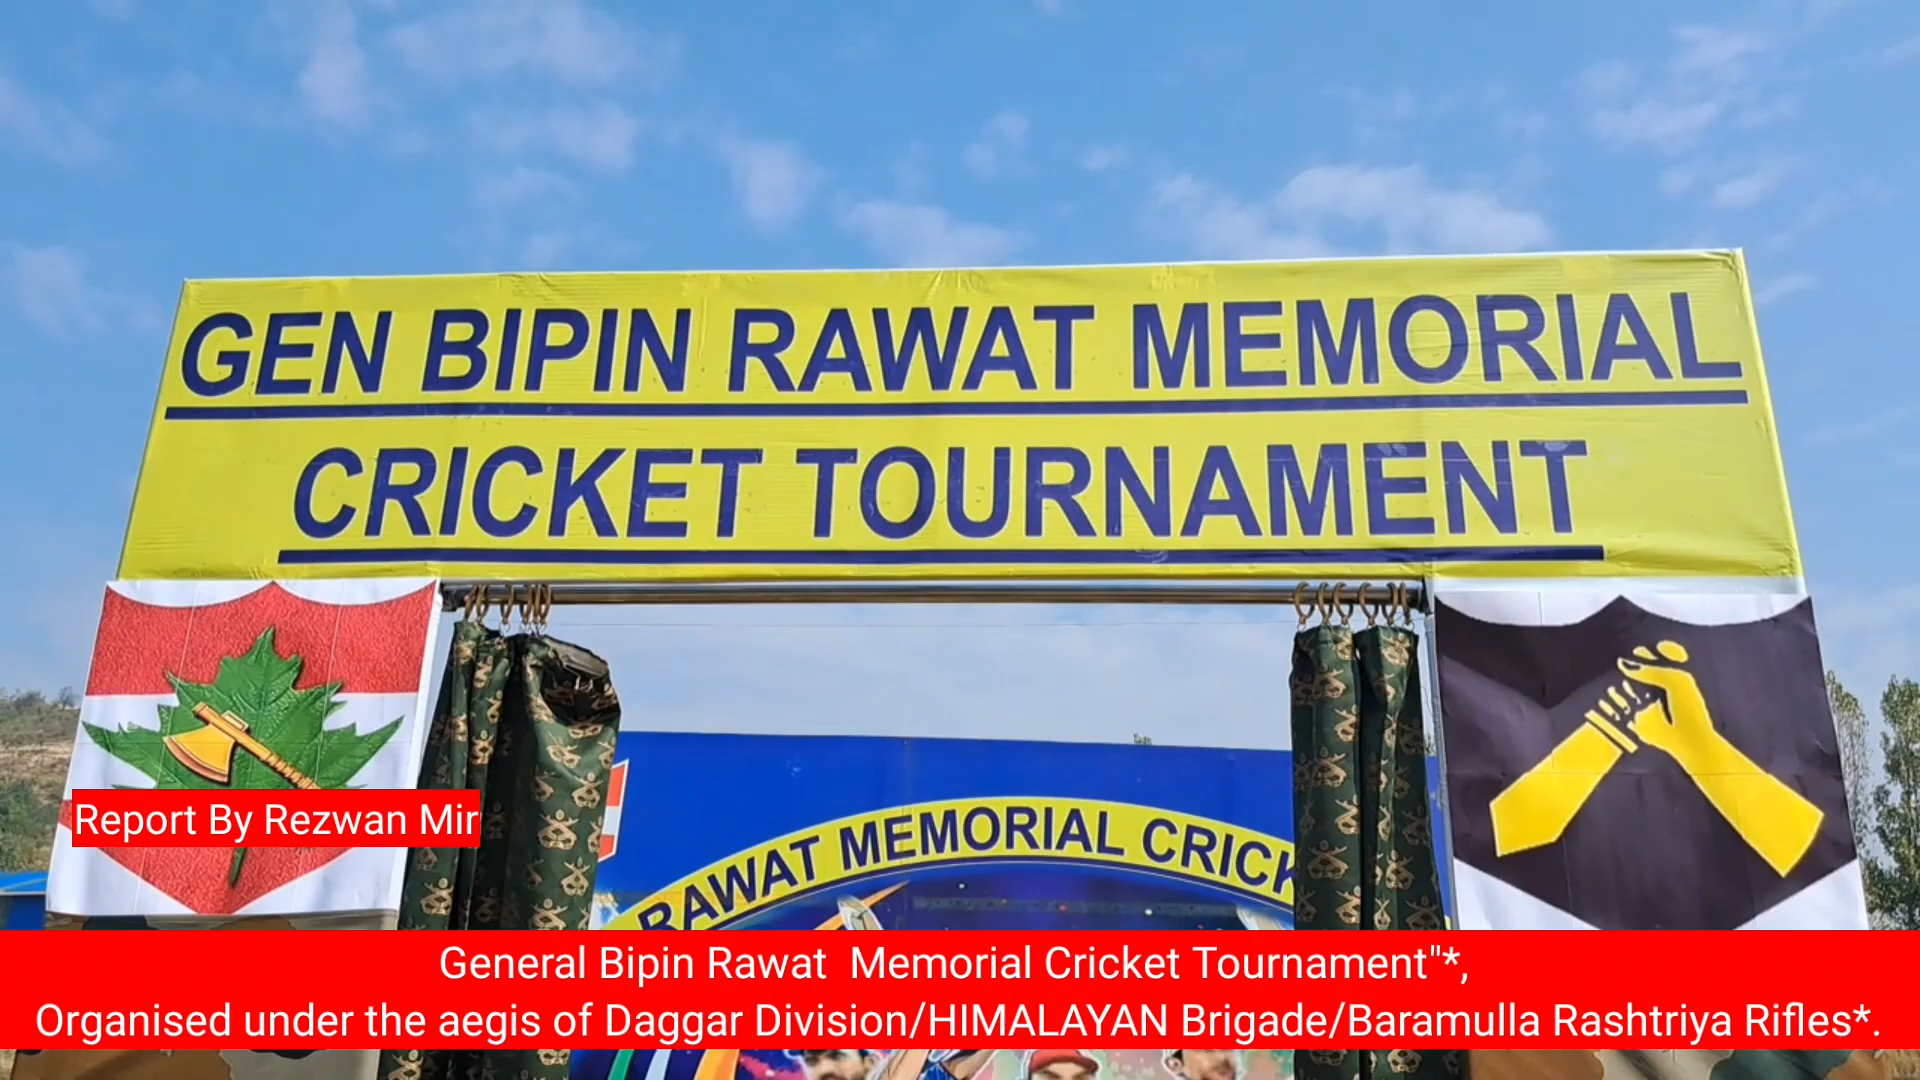 GEN BIPIN RAWAT MEMORIAL
CRICKET TOURNAMENT
Report By Rezwan Mir
RAWAT MEMORIAL CRICK
General Bipin Rawat  Memorial Cricket Tournament"*,
Organised under the aegis of Daggar Division/HIMALAYAN Brigade/Baramulla Rashtriya Rifles*.